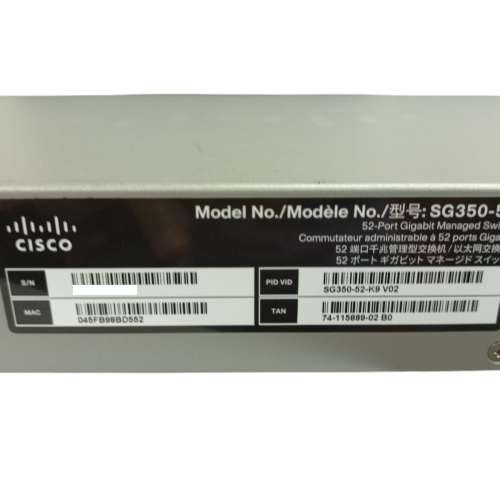 CISCO
Model No./Modèle No./型号: SG350-5
52-Port Gigabit Managed Swi
Commutateur administrable à 52 ports Giga
52 端口千兆管理型交换机 / 以太网交换
52 ポート ギガビット マネージド スイッ
S/N
PID VID
SG350-52-K9 V02
MAC
045FB98BD552
TAN
74-115989-02 B0